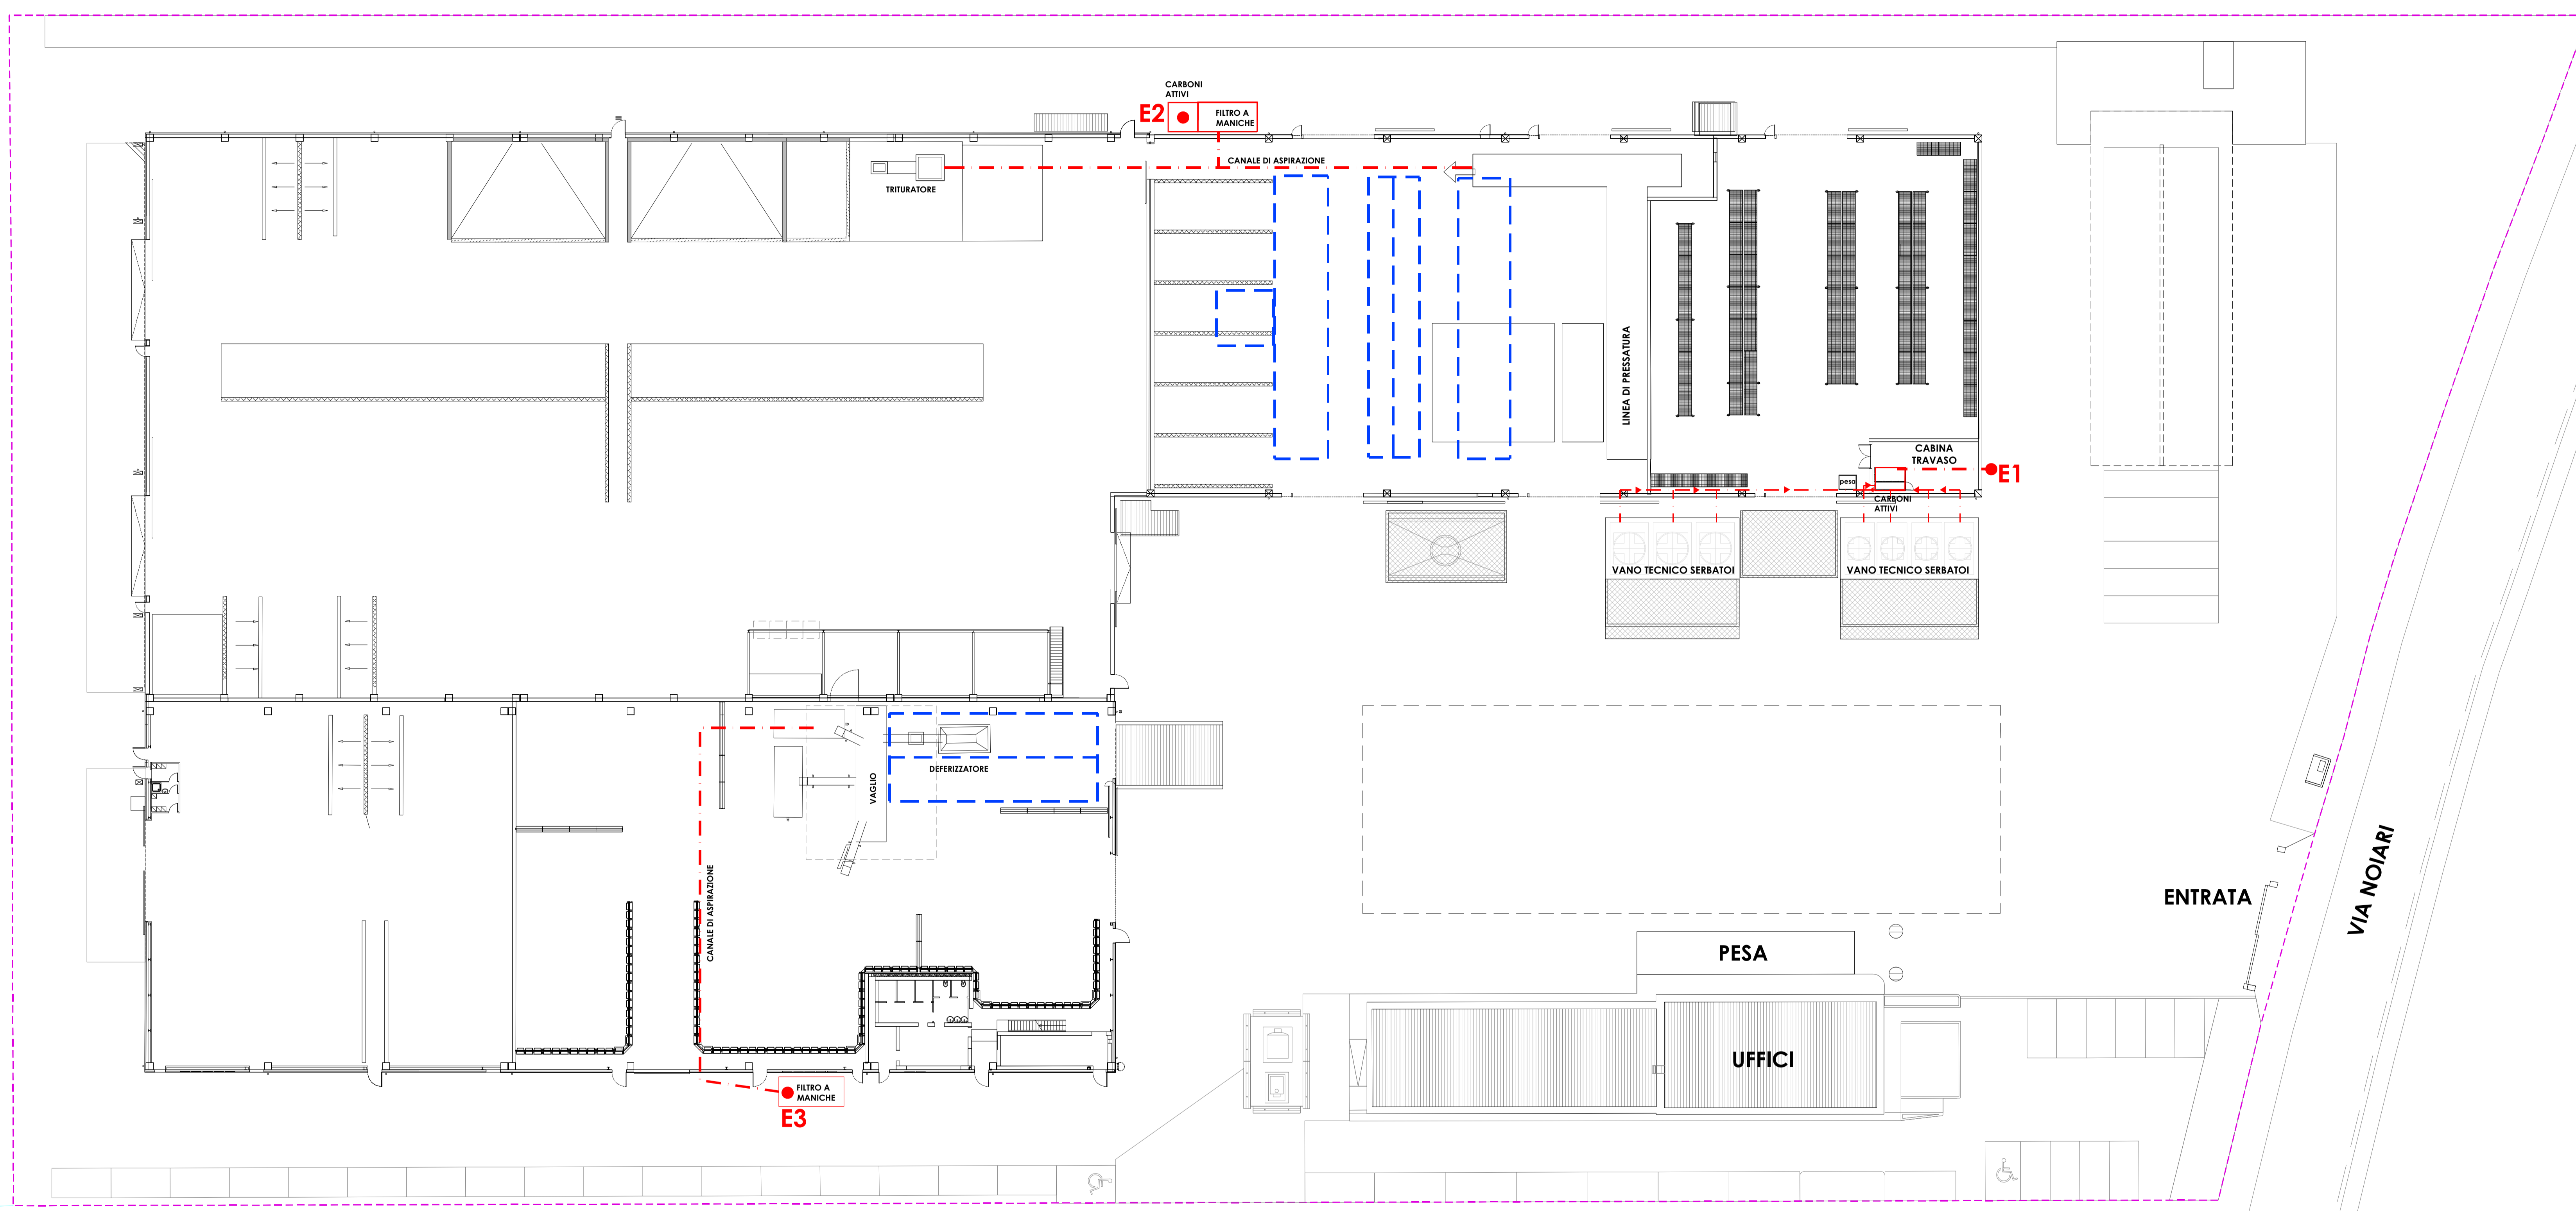 CARBONI
ATTIVI
E2
FILTRO A
MANICHE
CANALE DI ASPIRAZIONE
TRITURATORE
LINEA DI PRESSATURA
CABINA
TRAVASO
pesa
E1
CARBONI
ATTIVI
VANO TECNICO SERBATOI
VANO TECNICO SERBATOI
DEFERIZZATORE
VAGLIO
CANALE DI ASPIRAZIONE
VIA NOIARI
ENTRATA
PESA
UFFICI
FILTRO A
MANICHE
E3